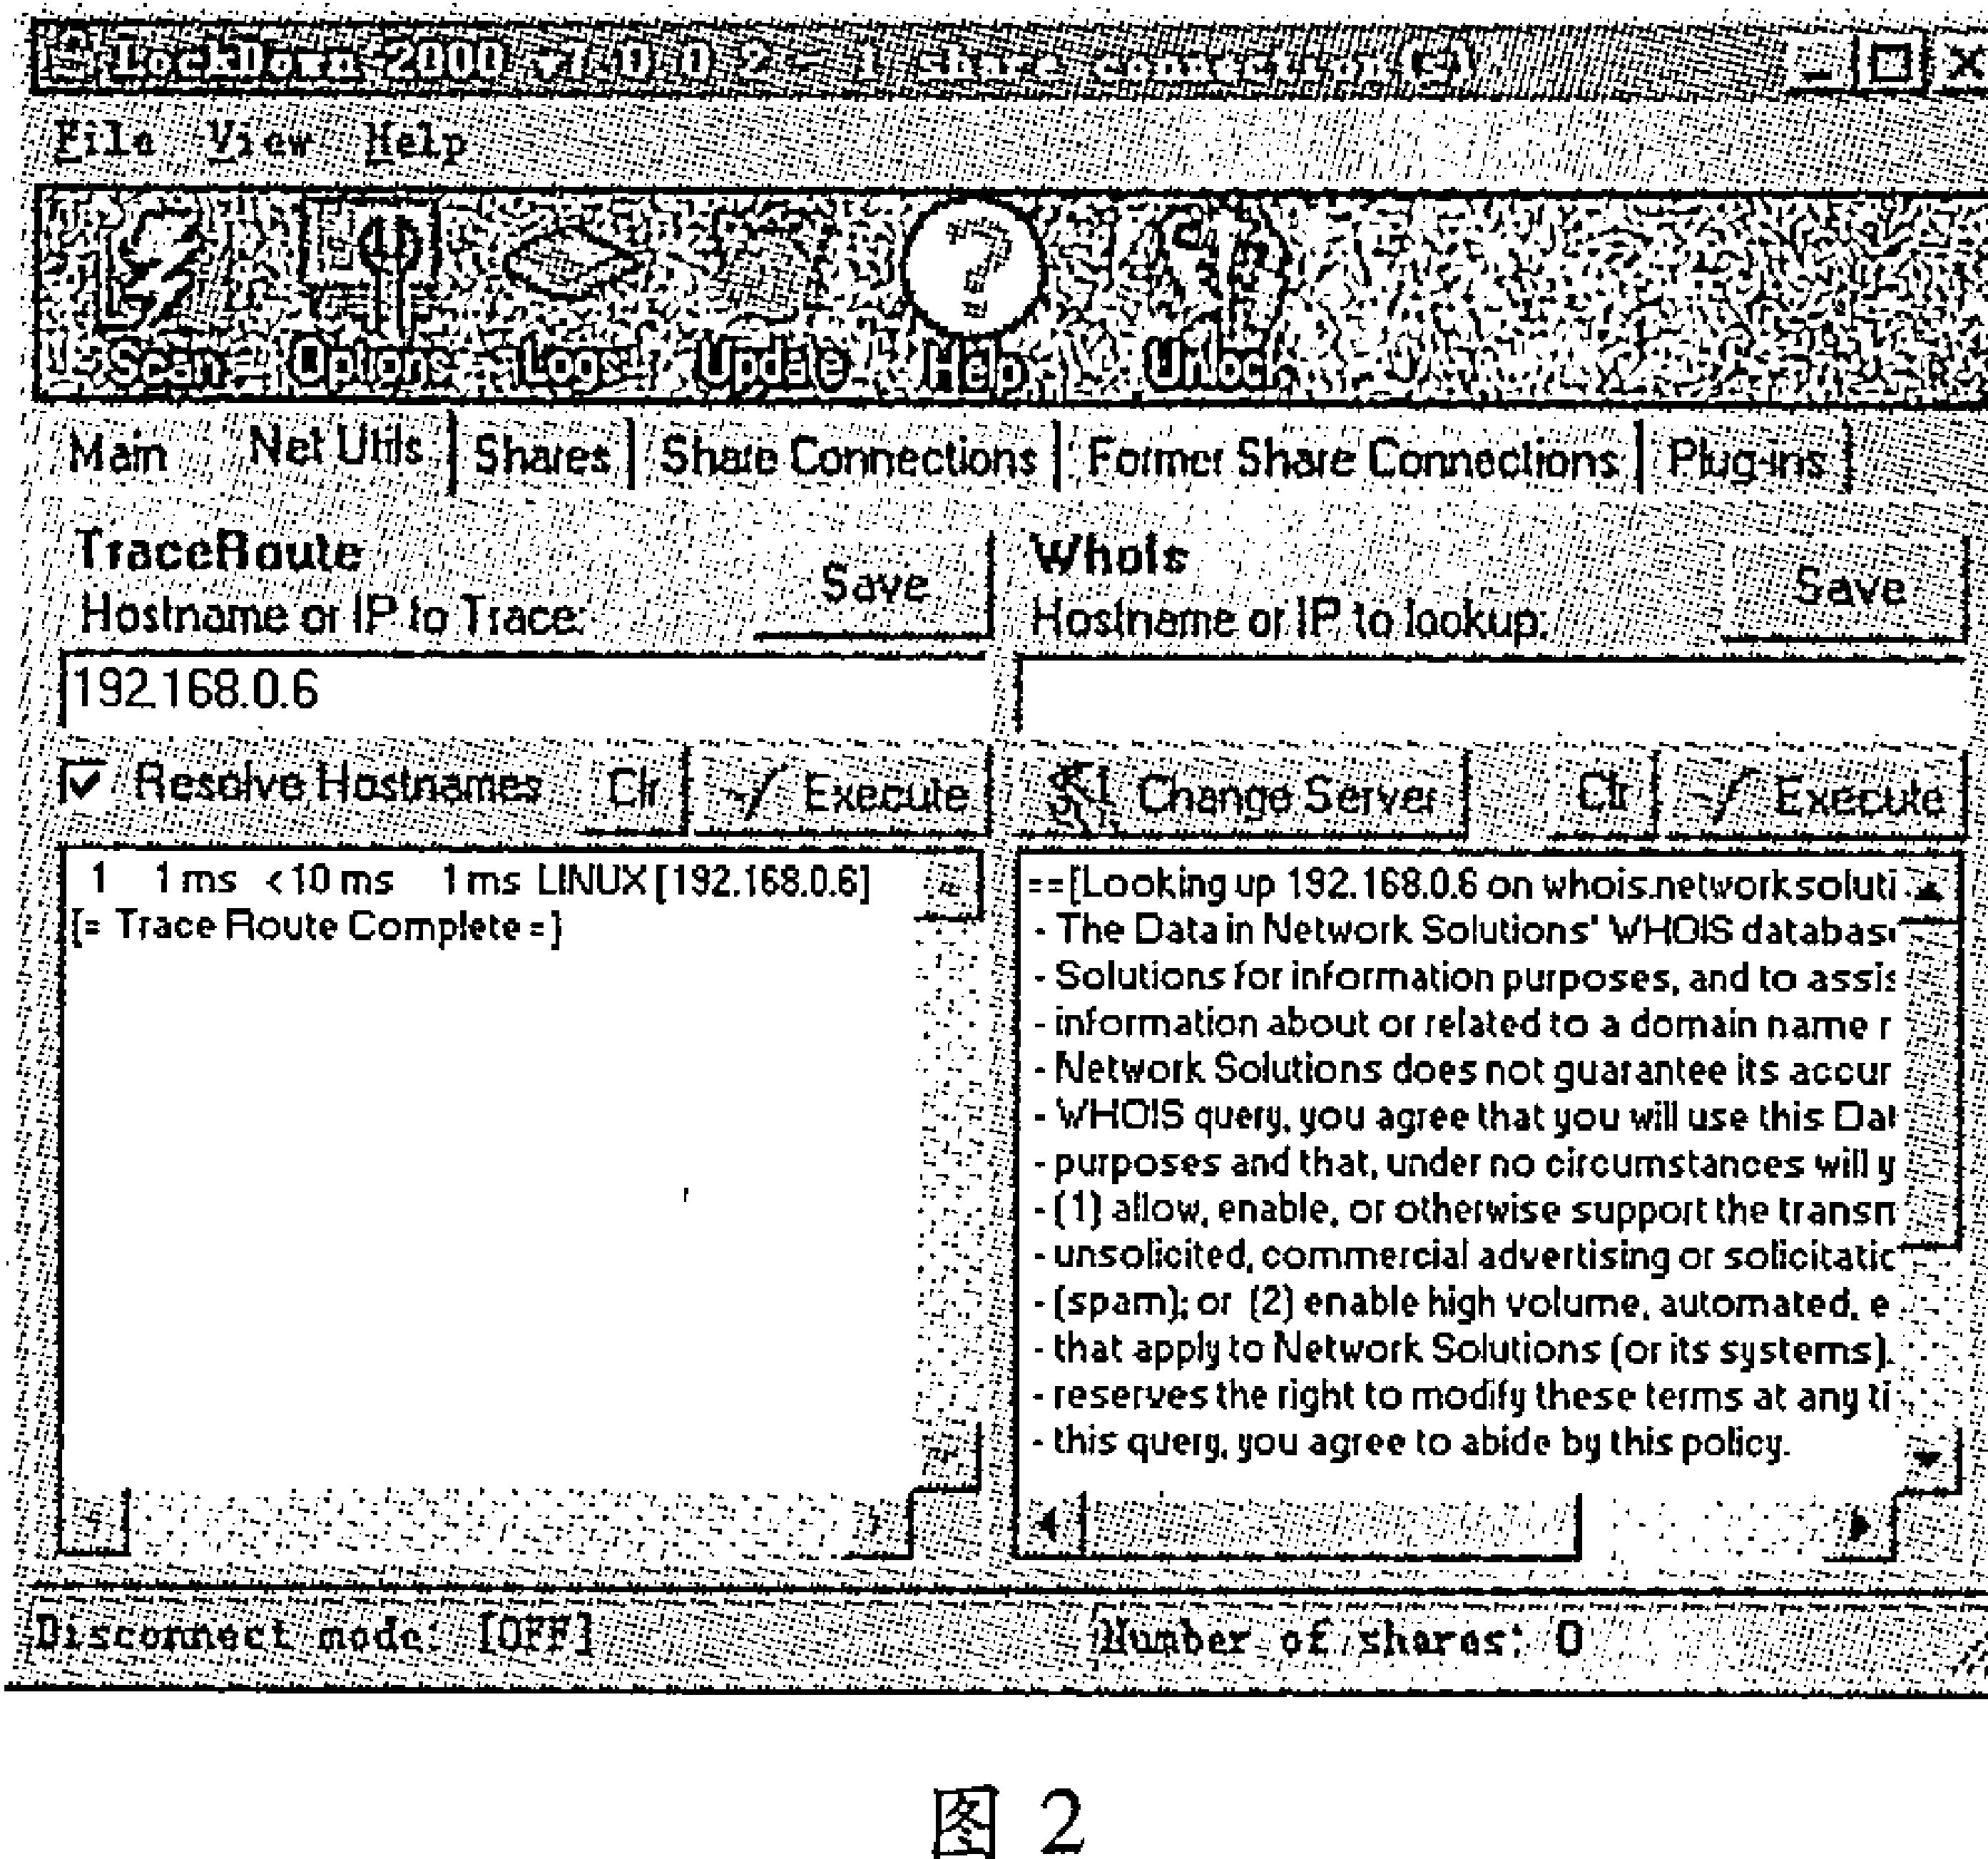 LockDown 2000 v7.0.0.2 - 1 share connection(s)
File View Help
Scan Options Logs Update Help Unlock
Main Net Utils Shares Share Connections Former Share Connections Plug-ins
TraceRoute
Save
Hostname or IP to Trace:
192.168.0.6
Resolve Hostnames Clr Execute
1 1 ms <10 ms 1 ms LINUX [192.168.0.6]
[= Trace Route Complete =]
WhoIs
Save
Hostname or IP to lookup:
Change Server Clr Execute
==[Looking up 192.168.0.6 on whois.networksoluti
- The Data in Network Solutions' WHOIS databas
- Solutions for information purposes, and to assis
- information about or related to a domain name r
- Network Solutions does not guarantee its accur
- WHOIS query, you agree that you will use this Dat
- purposes and that, under no circumstances will y
- (1) allow, enable, or otherwise support the transm
- unsolicited, commercial advertising or solicitatic
- (spam); or (2) enable high volume, automated, e
- that apply to Network Solutions (or its systems).
- reserves the right to modify these terms at any ti
- this query, you agree to abide by this policy.
Disconnect mode: [OFF] Number of shares: 0
图 2